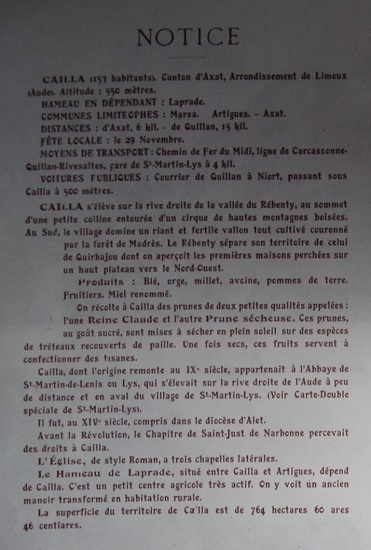 NOTICE
CAILLA (153 habitants). Canton d'Axat, Arrondissement de Limoux
(Aude). Altitude : 550 mètres.
HAMEAU EN DÉPENDANT : Laprade.
COMMUNES LIMITROPHES : Marsa. Artigues. - Axat.
DISTANCES : d'Axat, 6 kil. - de Quillan, 15 kil.
FÊTE LOCALE : le 29 Novembre.
MOYENS DE TRANSPORT : Chemin de Fer du Midi, ligne de Carcassonne-
Quillan-Rivesaltes, gare de St-Martin-Lys à 4 kil.
VOITURES PUBLIQUES : Courrier de Quillan à Niort, passant sous
Cailla à 500 mètres.
CAILLA s'élève sur la rive droite de la vallée du Rébenty, au sommet
d'une petite colline entourée d'un cirque de hautes montagnes boisées.
Au Sud, le village domine un riant et fertile vallon tout cultivé couronné
par la forêt de Madrès. Le Rébenty sépare son territoire de celui
de Quirbajou dont on aperçoit les premières maisons perchées sur
un haut plateau vers le Nord-Ouest.
Produits : Blé, orge, millet, avoine, pommes de terre.
Fruitiers. Miel renommé.
On récolte à Cailla des prunes de deux petites qualités appelées :
l'une Reine Claude et l'autre Prune sécheuse. Ces prunes,
au goût sucré, sont mises à sécher en plein soleil sur des espèces
de tréteaux recouverts de paille. Une fois secs, ces fruits servent à
confectionner des tisanes.
Cailla, dont l'origine remonte au IXe siècle, appartenait à l'Abbaye de
St-Martin-de-Lenis ou Lys, qui s'élevait sur la rive droite de l'Aude à peu
de distance et en aval du village de St-Martin-Lys. (Voir Carte-Double
spéciale de St-Martin-Lys).
Il fut, au XIVe siècle, compris dans le diocèse d'Alet.
Avant la Révolution, le Chapitre de Saint-Just de Narbonne percevait
des droits à Cailla.
L'Église, de style Roman, a trois chapelles latérales.
Le Hameau de Laprade, situé entre Cailla et Artigues, dépend
de Cailla. C'est un petit centre agricole très actif. On y voit un ancien
manoir transformé en habitation rurale.
La superficie du territoire de Cailla est de 764 hectares 60 ares
46 centiares.